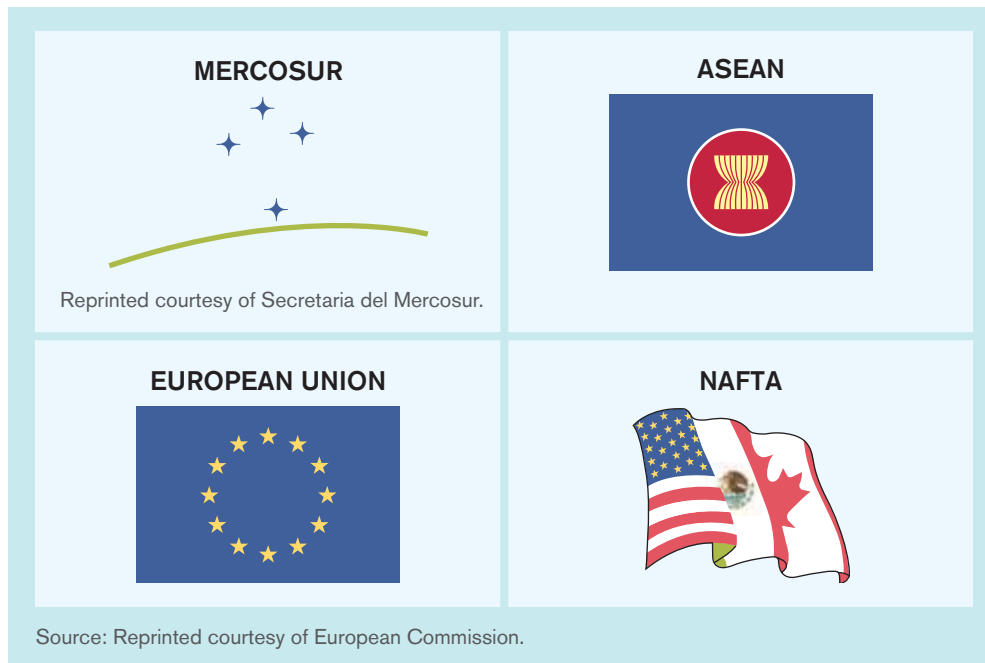 MERCOSUR
Reprinted courtesy of Secretaria del Mercosur.
ASEAN
EUROPEAN UNION
NAFTA
Source: Reprinted courtesy of European Commission.